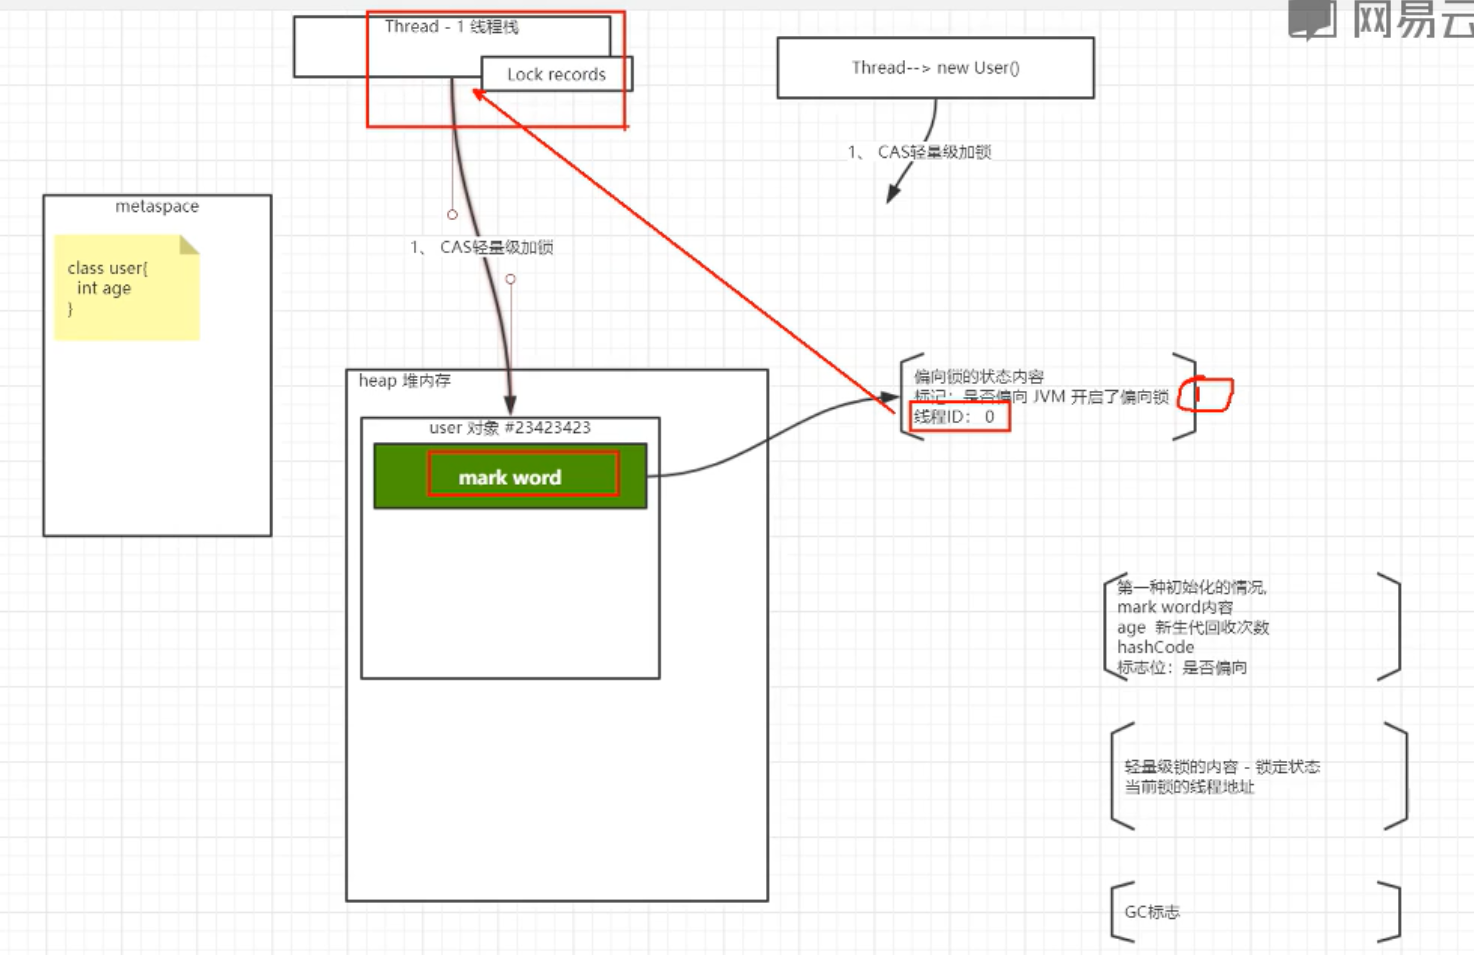 网易云
Thread - 1 线程栈
Lock records
Thread--> new User()
1、 CAS轻量级加锁
metaspace
class user{
int age
}
1、 CAS轻量级加锁
heap 堆内存
user 对象 #23423423
mark word
偏向锁的状态内容
标记：是否偏向 JVM 开启了偏向锁
1
线程ID： 0
第一种初始化的情况,
mark word内容
age 新生代回收次数
hashCode
标志位：是否偏向
轻量级锁的内容 - 锁定状态
当前锁的线程地址
GC标志